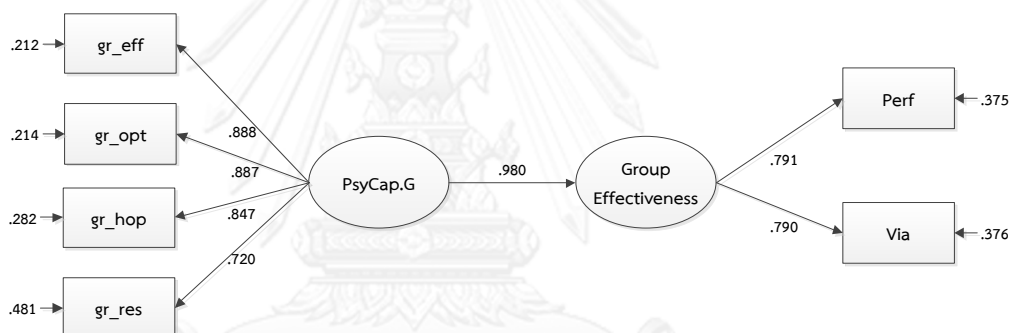 .212
gr_eff
.888
.214
gr_opt
.887
.282
gr_hop
.847
.481
gr_res
.720
PsyCap.G
.980
Group
Effectiveness
.791
Perf
.375
.790
Via
.376